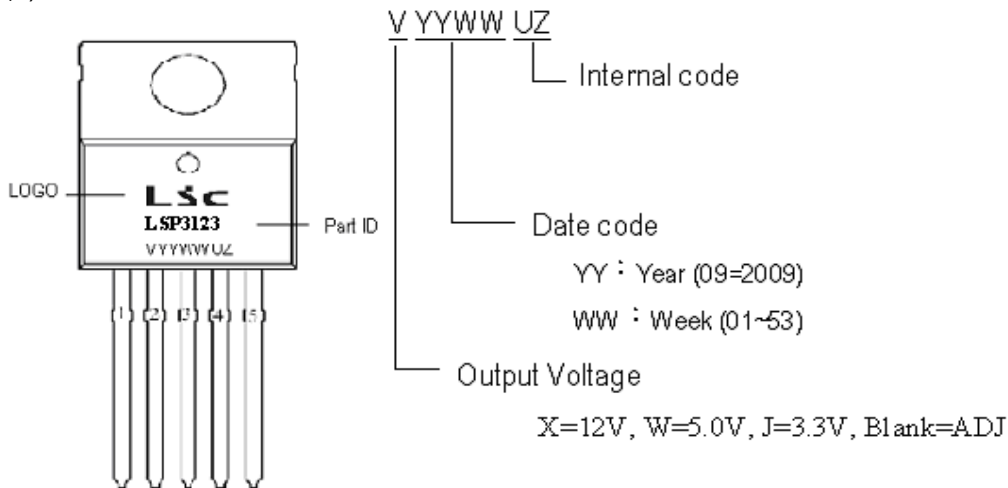 V YYWW UZ
Internal code
LOGO
LSC
LSP3123
Part ID
VYYWWUZ
Date code
YY : Year (09=2009)
WW : Week (01~53)
1 2 3 4 5
Output Voltage
X=12V, W=5.0V, J=3.3V, Blank=ADJ